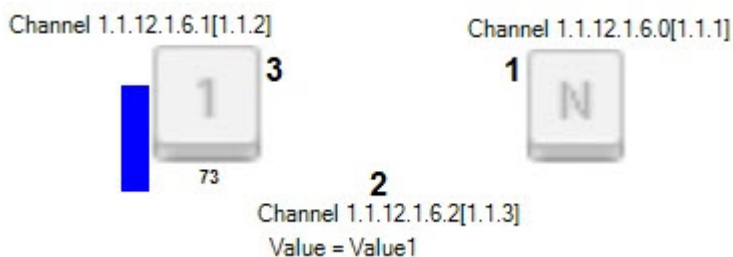 Channel 1.1.12.1.6.1[1.1.2]
1
3
73
Channel 1.1.12.1.6.0[1.1.1]
1
N
2
Channel 1.1.12.1.6.2[1.1.3]
Value = Value1